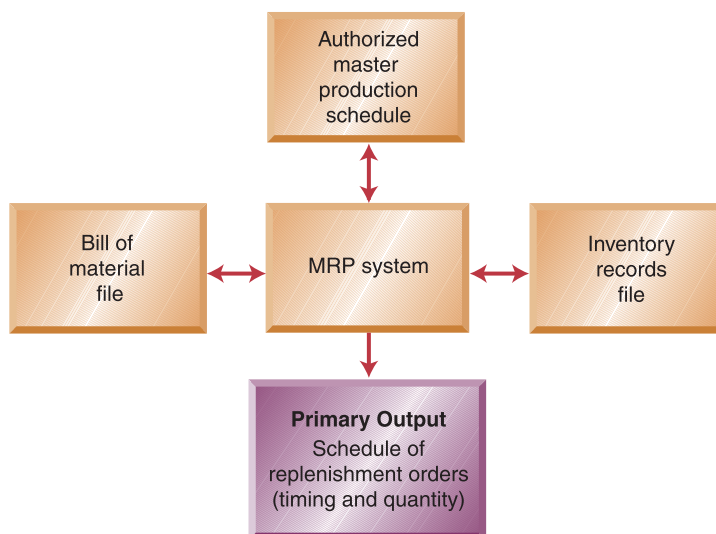 Authorized
master
production
schedule
Bill of
material
file
MRP system
Inventory
records
file
Primary Output
Schedule of
replenishment orders
(timing and quantity)